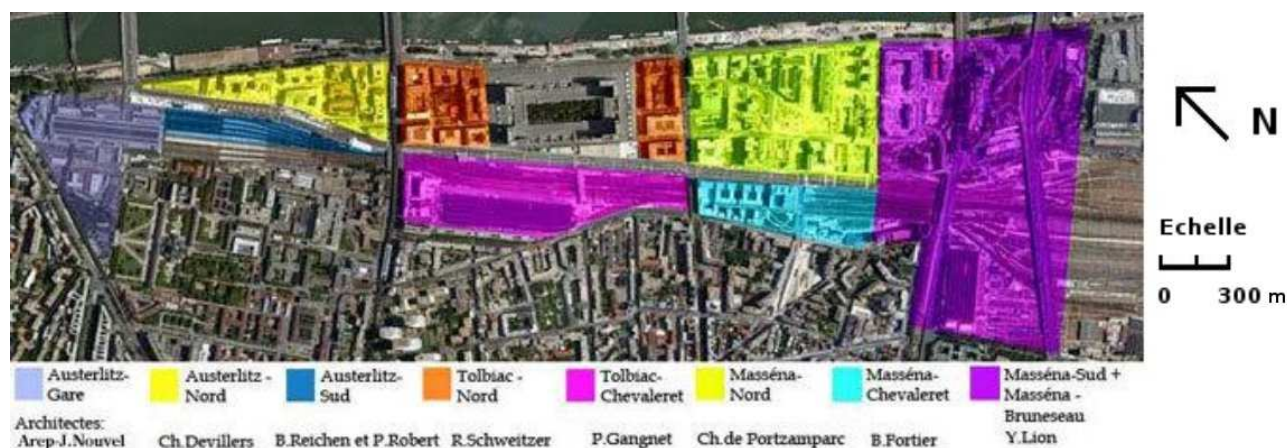 N
Echelle
0 300 m
Austerlitz-
Gare
Austerlitz -
Nord
Austerlitz-
Sud
Tolbiac -
Nord
Tolbiac-
Chevaleret
Masséna-
Nord
Masséna-
Chevaleret
Masséna-Sud +
Masséna -
Bruneseau
Architectes:
Arep-J.Nouvel
Ch.Devillers
B.Reichen et P.Robert
R.Schweitzer
P.Gangnet
Ch.de Portzamparc
B.Fortier
Y.Lion